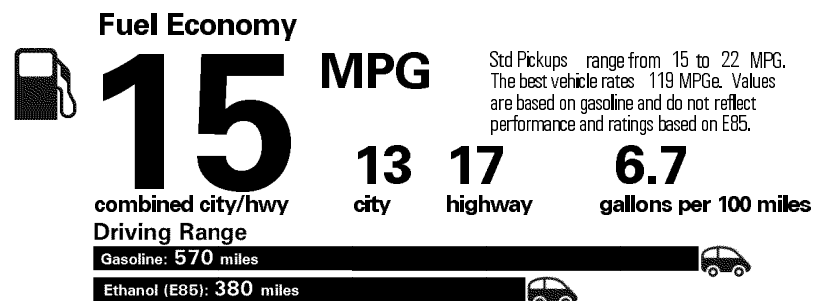 Fuel Economy
15 MPG
Std Pickups range from 15 to 22 MPG.
The best vehicle rates 119 MPGe. Values
are based on gasoline and do not reflect
performance and ratings based on E85.
13 17 6.7
combined city/hwy city highway gallons per 100 miles
Driving Range
Gasoline: 570 miles
Ethanol (E85): 380 miles